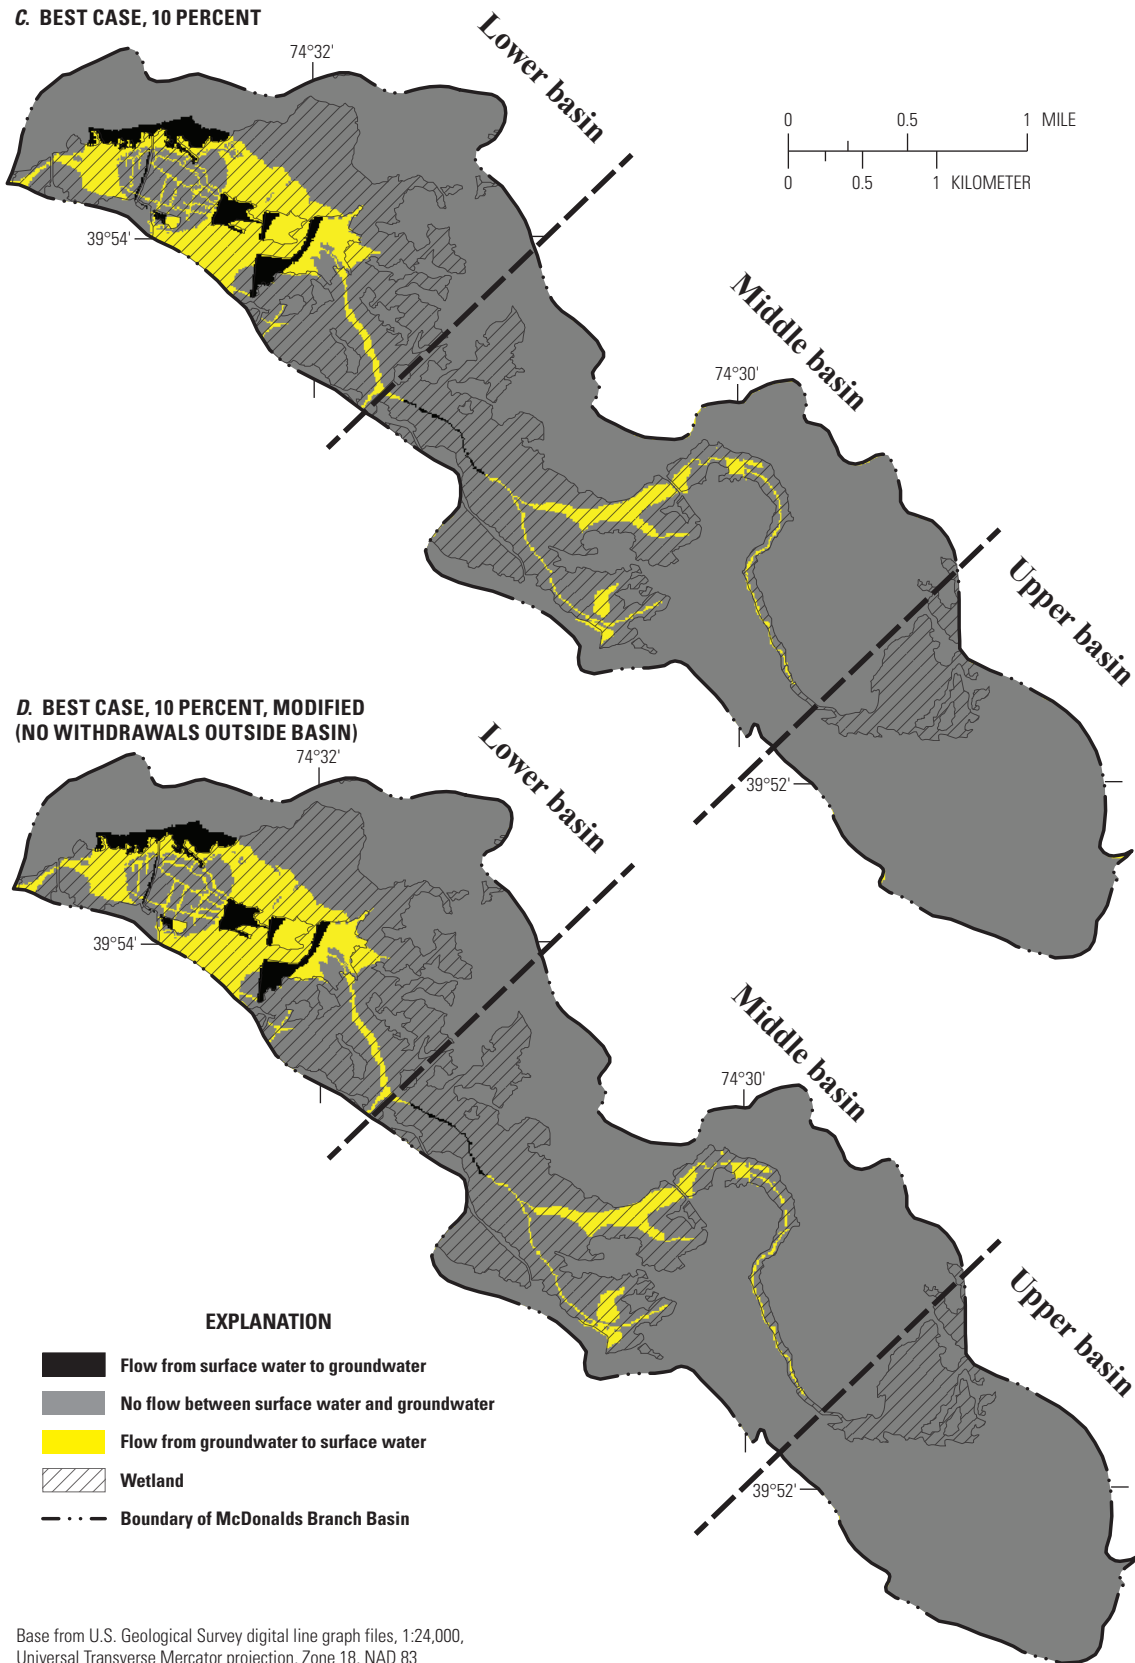 C. BEST CASE, 10 PERCENT
74°32'
Lower basin
0 0.5 1 MILE
0 0.5 1 KILOMETER
39°54'
Middle basin
74°30'
Upper basin
39°52'
D. BEST CASE, 10 PERCENT, MODIFIED
(NO WITHDRAWALS OUTSIDE BASIN)
74°32'
Lower basin
39°54'
Middle basin
74°30'
Upper basin
39°52'
EXPLANATION
Flow from surface water to groundwater
No flow between surface water and groundwater
Flow from groundwater to surface water
Wetland
Boundary of McDonalds Branch Basin
Base from U.S. Geological Survey digital line graph files, 1:24,000,
Universal Transverse Mercator projection, Zone 18, NAD 83